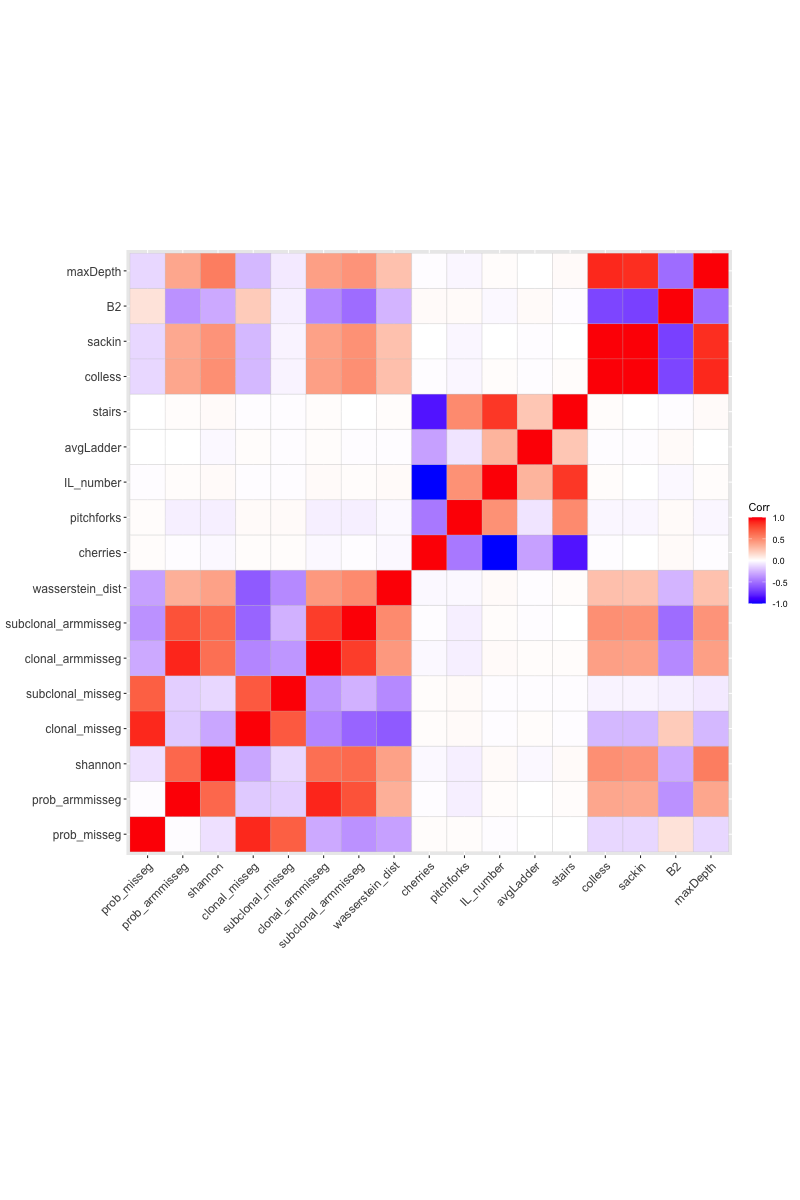 maxDepth
B2
sackin
colless
stairs
avgLadder
IL_number
pitchforks
cherries
wasserstein_dist
subclonal_armmisseg
clonal_armmisseg
subclonal_misseg
clonal_misseg
shannon
prob_armmisseg
prob_misseg
prob_misseg
prob_armmisseg
shannon
clonal_misseg
subclonal_misseg
clonal_armmisseg
subclonal_armmisseg
wasserstein_dist
cherries
pitchforks
IL_number
avgLadder
stairs
colless
sackin
B2
maxDepth
Corr
1.0
0.5
0.0
-0.5
-1.0